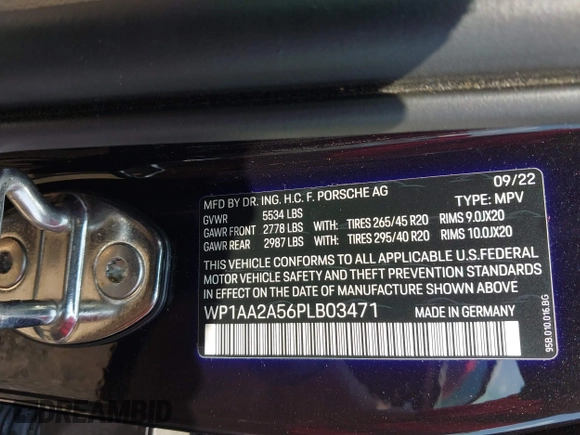 09/22
MFD BY DR. ING. H.C. F. PORSCHE AG TYPE: MPV
GVWR 5534 LBS
GAWR FRONT 2778 LBS WITH: TIRES 265/45 R20 RIMS 9.0JX20
GAWR REAR 2987 LBS WITH: TIRES 295/40 R20 RIMS 10.0JX20
THIS VEHICLE CONFORMS TO ALL APPLICABLE U.S.FEDERAL
MOTOR VEHICLE SAFETY AND THEFT PREVENTION STANDARDS
IN EFFECT ON THE DATE OF MANUFACTURE SHOWN ABOVE
WP1AA2A56PLB03471 MADE IN GERMANY
95B.010.016.BG
DREAMBID